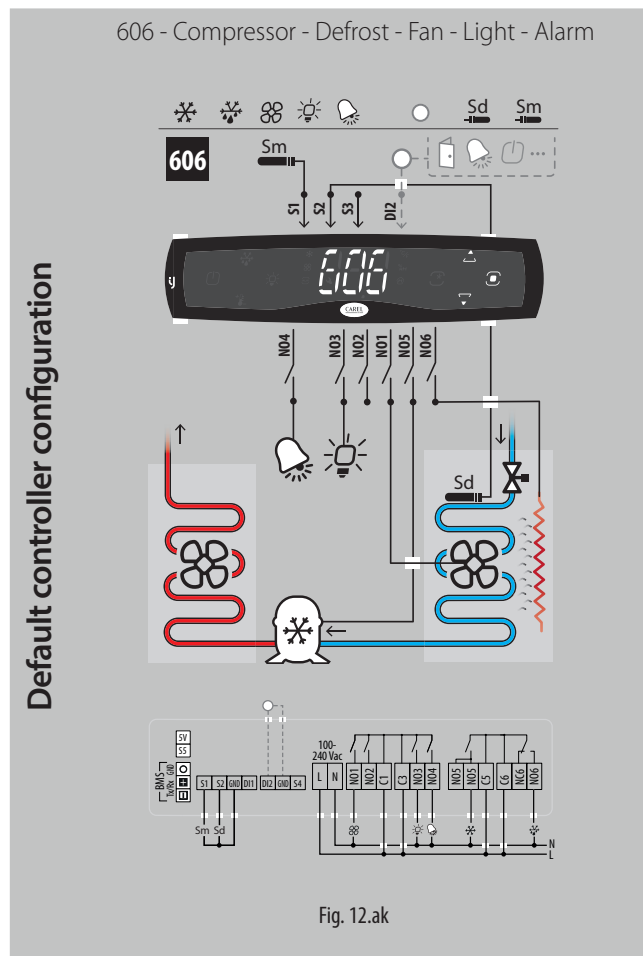 606 - Compressor - Defrost - Fan - Light - Alarm
Default controller configuration
Sd Sm
606
Sm
...
S1 S2 S3 DI2
606
CAREL
NO4 NO3 NO2 NO1 NO5 NO6
Sd
5V
S5
BMS
GND
Tx/Rx
S1 S2 GND DI1 DI2 GND S4
100-
240 Vac
L N NO1 NO2 C1 C3 NO3 NO4 NO5 NO5 C5 C6 NC6 NO6
Sm Sd
N
L
Fig. 12.ak